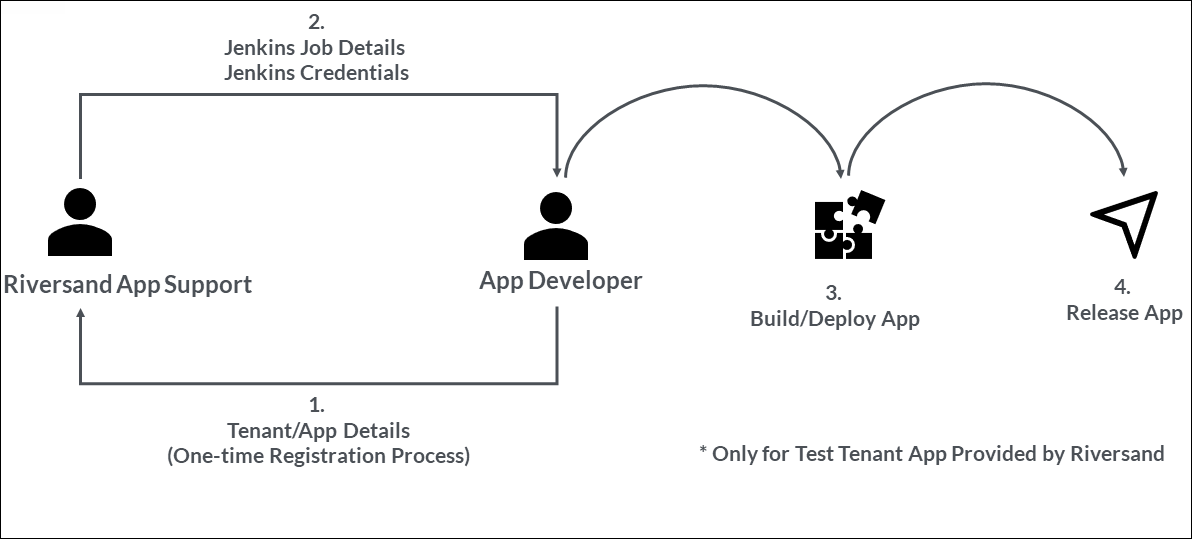 2.
Jenkins Job Details
Jenkins Credentials
Riversand App Support
App Developer
3.
Build/Deploy App
4.
Release App
1.
Tenant/App Details
(One-time Registration Process)
* Only for Test Tenant App Provided by Riversand